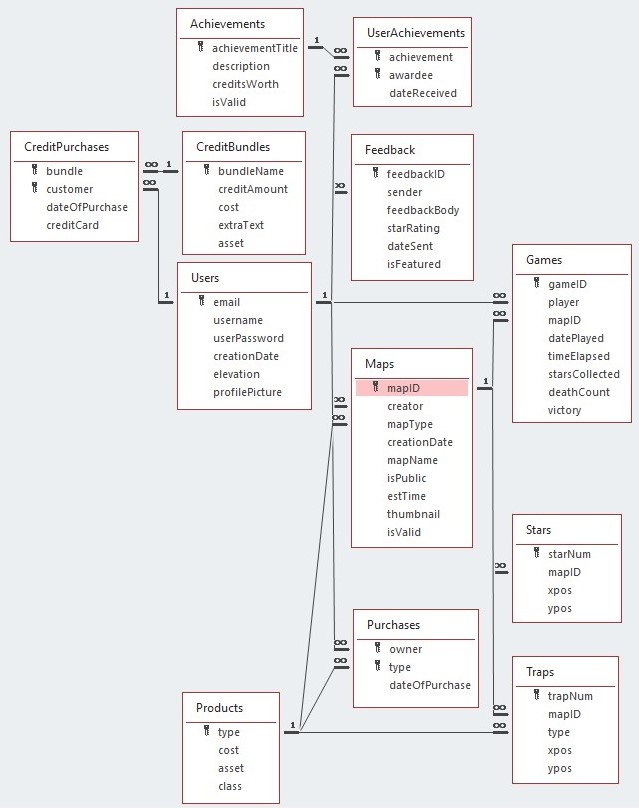 Achievements
achievementTitle
description
creditsWorth
isValid
1
∞
∞
UserAchievements
achievement
awardee
dateReceived
CreditPurchases
bundle
customer
dateOfPurchase
creditCard
∞
1
∞
CreditBundles
bundleName
creditAmount
cost
extraText
asset
Feedback
feedbackID
sender
feedbackBody
starRating
dateSent
isFeatured
∞
Users
email
username
userPassword
creationDate
elevation
profilePicture
1
1
∞
∞
Games
gameID
player
mapID
datePlayed
timeElapsed
starsCollected
deathCount
victory
Maps
mapID
creator
mapType
creationDate
mapName
isPublic
estTime
thumbnail
isValid
1
∞
∞
Stars
starNum
mapID
xpos
ypos
∞
Purchases
owner
type
dateOfPurchase
∞
∞
Traps
trapNum
mapID
type
xpos
ypos
∞
∞
Products
type
cost
asset
class
1